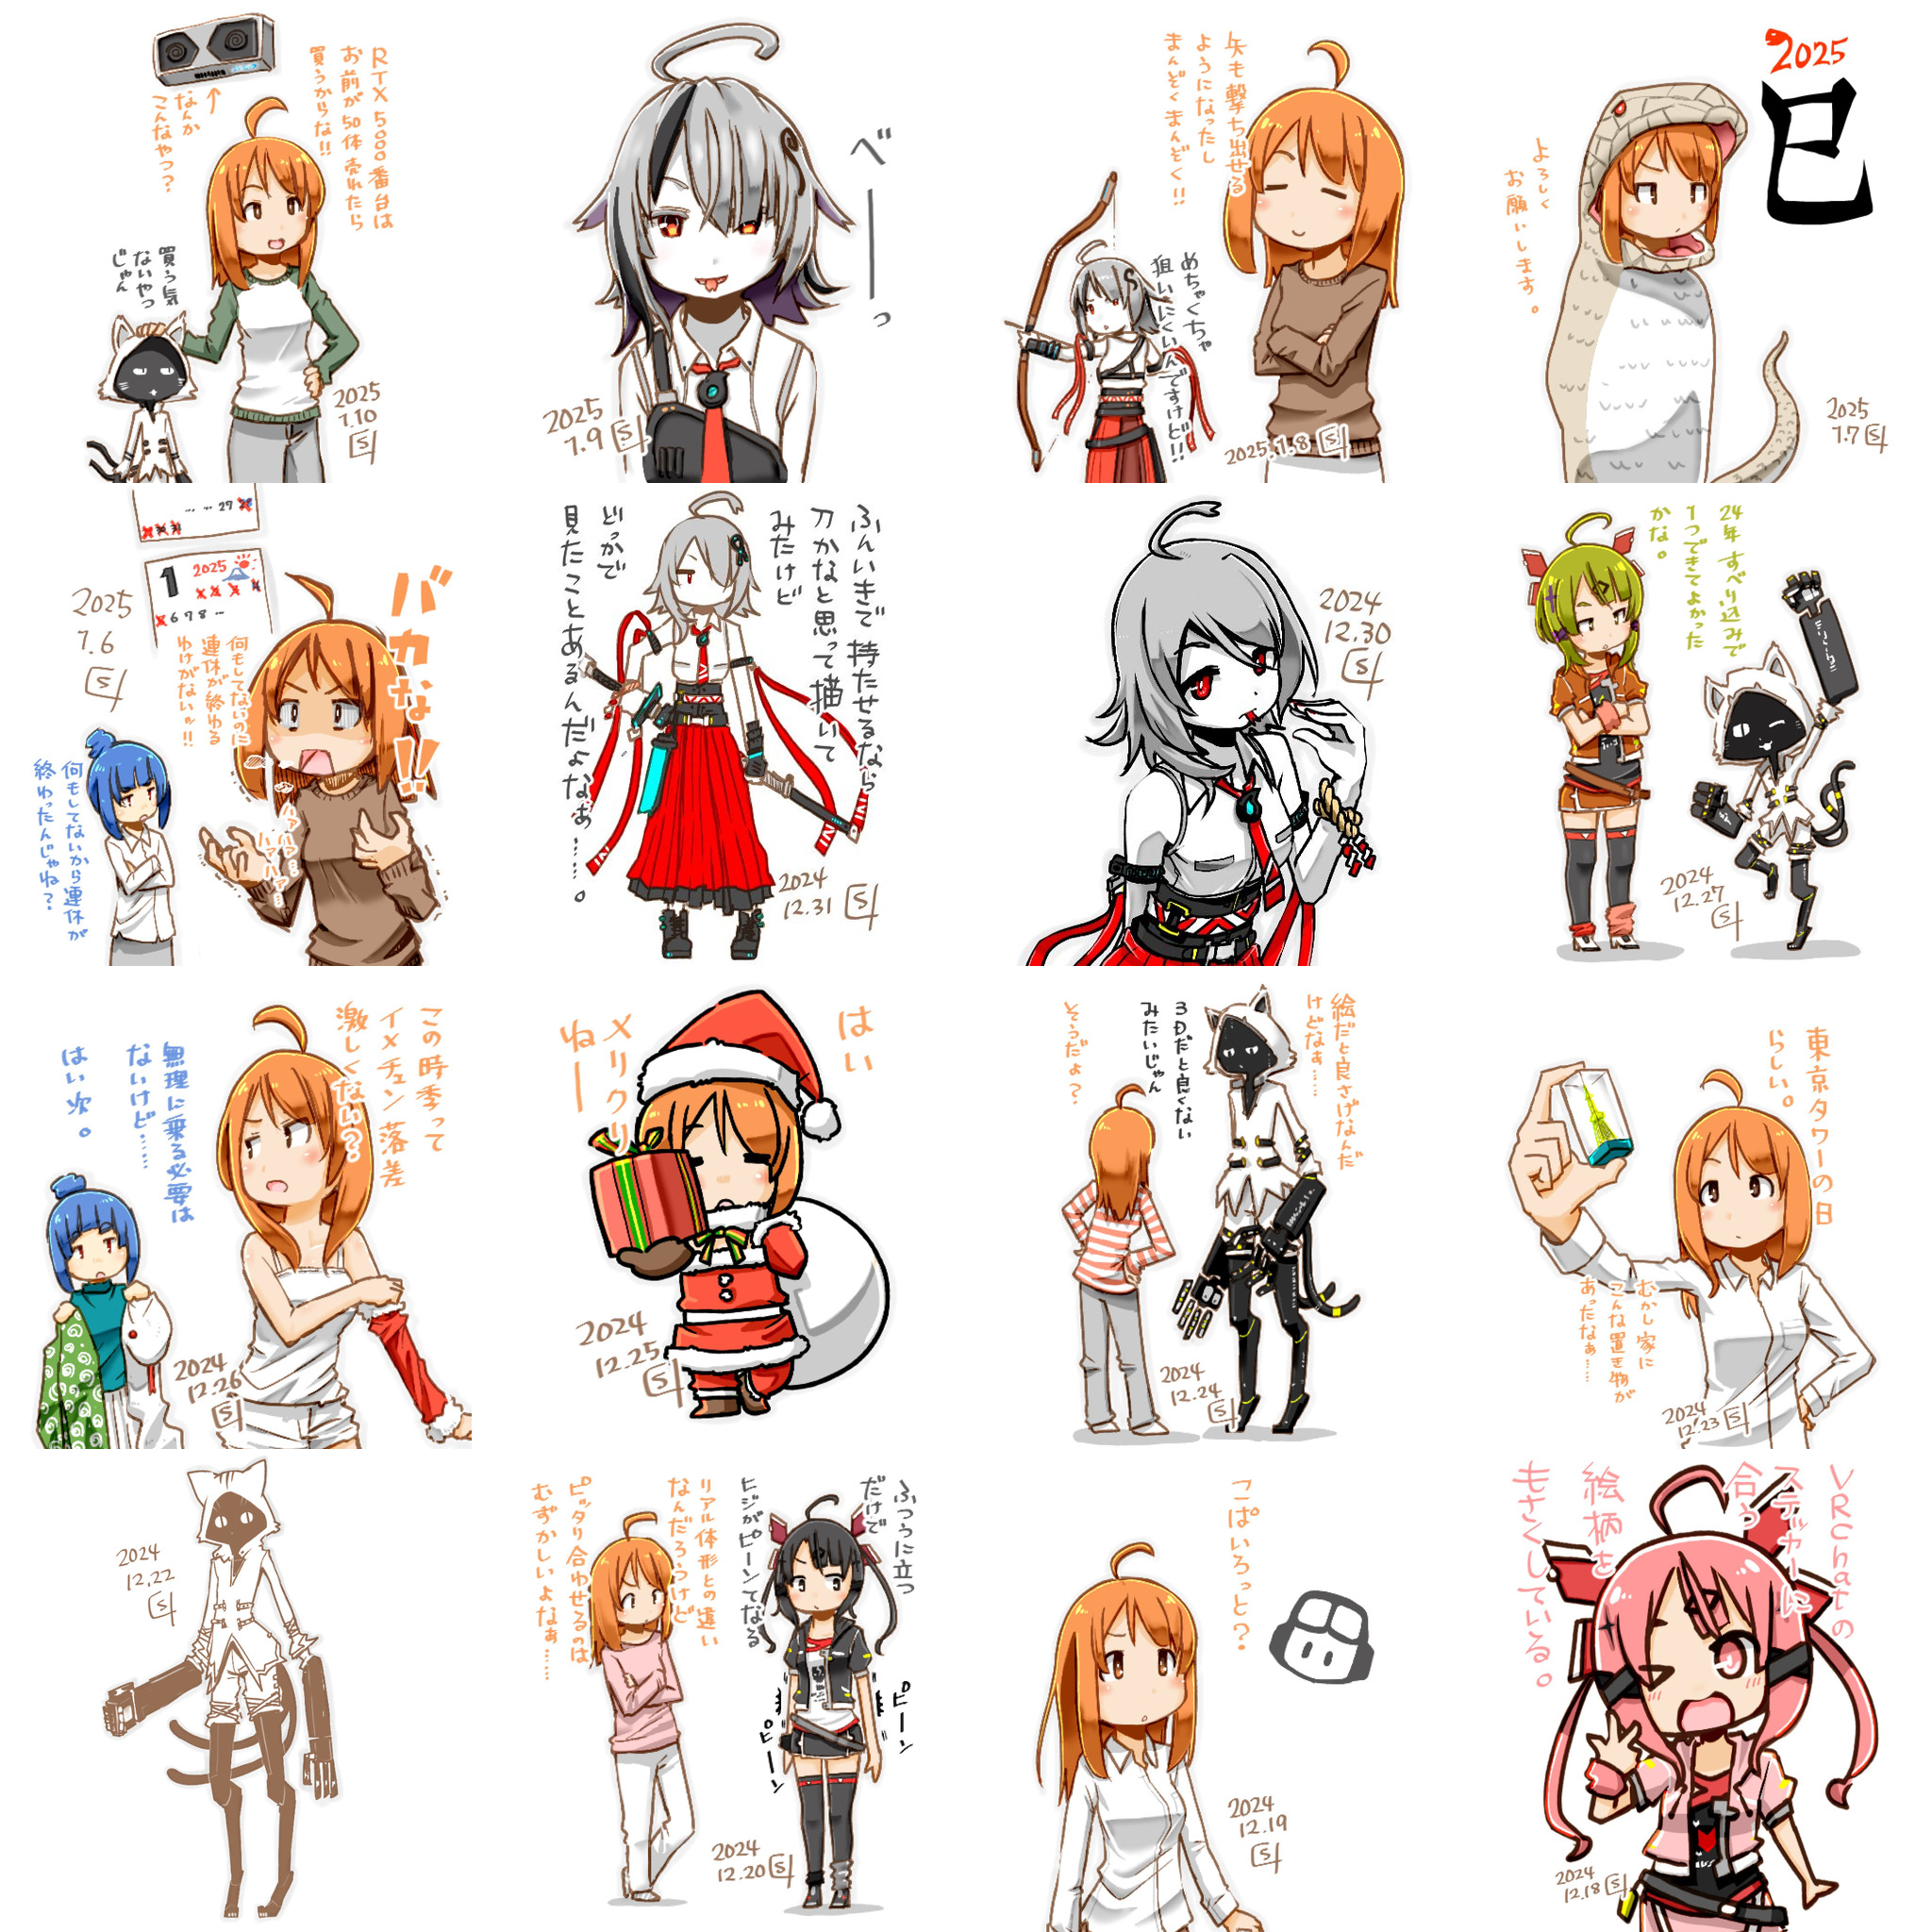 RTX5000番台は
お前が50体売れたら
買うからな!!
なんか
こんなやつ?
買う気
ないやつ
じゃん
2025
1.10
S
べーーっ
2025
1.9
S
矢も撃ち出せる
ようになったし
まんぞくまんぞく!!
めちゃくちゃ
狙いにくいんですけど!!
2025.1.8
S
2025
巳
よろしく
お願いします。
2025
1.7
S
... ... 27 28
29 30 31
1
2025
6 7 8 ...
2025
1.6
S
バカな!!
何もしてないのに
連休が終わる
わけがないッ!!
ハァハァ...
ハァハァ...
何もしてないから連休が
終わったんじゃね?
ふんいきで持たせるなら
刀かなと思って描いて
みたけど
どっかで
見たことあるんだよなぁ……。
2024
12.31
S
2024
12.30
S
24年すべり込みで
1つできてよかった
かな。
2024
12.27
S
この時季って
イメチェン落差
激しくない?
無理に乗る必要は
ないけど……
はい次。
2024
12.26
S
はい
メリクリ
ねー
2024
12.25
S
絵だと良さげなんだ
けどなぁ……
3Dだと良くない
みたいじゃん
そうだよ?
2024
12.24
S
東京タワーの日
らしい。
むかし家に
こんな置き物が
あったなぁ……
2024
12.23
S
2024
12.22
S
ふつうに立つ
だけで
ヒジがピーンてなる
リアル体形との違い
なんだろうけど
ピッタリ合わせるのは
むずかしいよなぁ……
ピーン
ピーン
2024
12.20
S
こぱいろっと?
2024
12.19
S
VRChatの
ステッカーに
合う
絵柄を
もさくしている。
2024
12.18
S